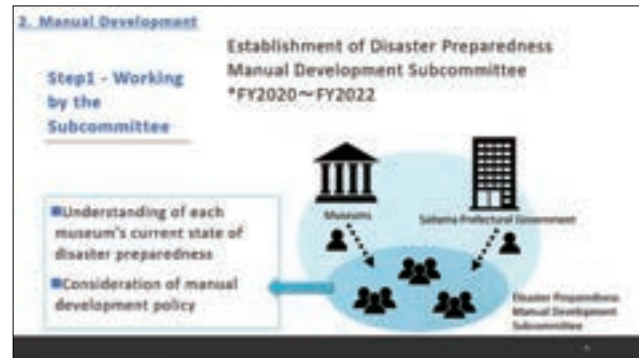 2. Manual Development
Establishment of Disaster Preparedness
Manual Development Subcommittee
*FY2020～FY2022
Step1 - Working
by the
Subcommittee
Museums
Saitama Prefectural Government
■Understanding of each
museum's current state of
disaster preparedness
■Consideration of manual
development policy
Disaster Preparedness
Manual Development
Subcommittee